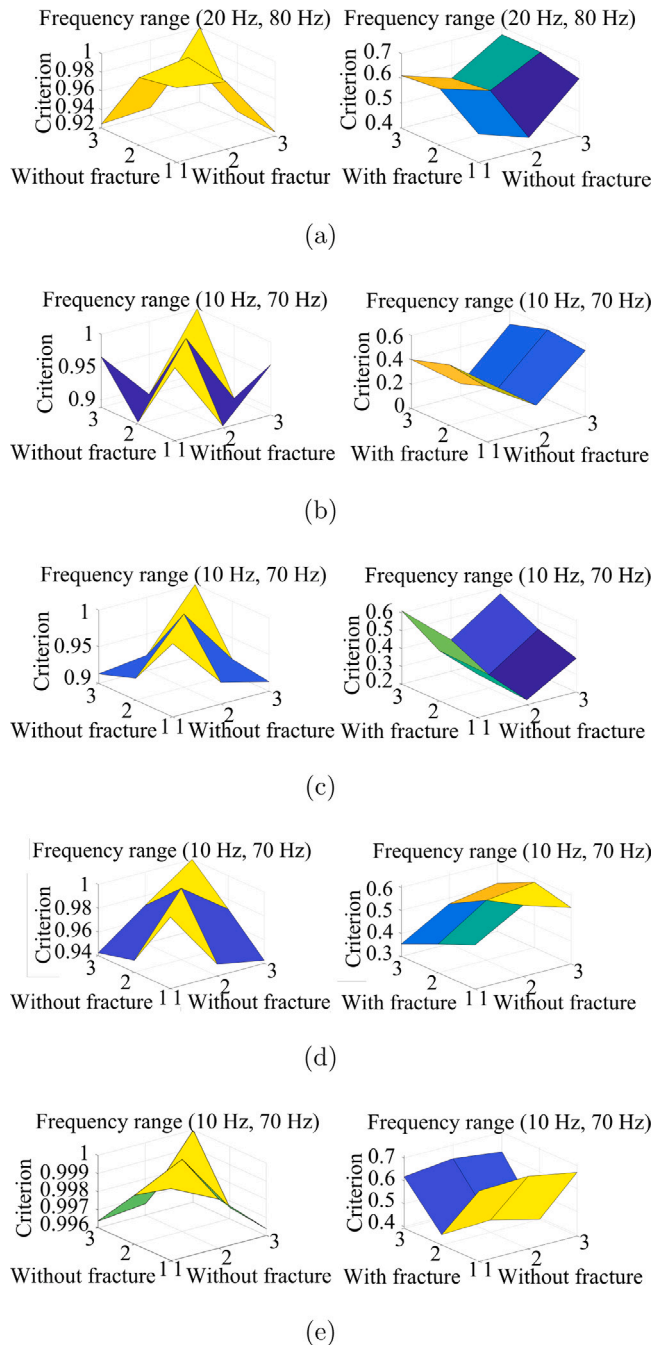 Frequency range (20 Hz, 80 Hz)
1
0.98
0.96
0.94
0.92
Criterion
3
2
1
1
2
3
Without fracture
Without fractur
Frequency range (20 Hz, 80 Hz)
0.7
0.6
0.5
0.4
Criterion
3
2
1
1
2
3
With fracture
Without fracture
(a)
Frequency range (10 Hz, 70 Hz)
1
0.95
0.9
Criterion
3
2
1
1
2
3
Without fracture
Without fracture
Frequency range (10 Hz, 70 Hz)
0.6
0.4
0.2
0
Criterion
3
2
1
1
2
3
With fracture
Without fracture
(b)
Frequency range (10 Hz, 70 Hz)
1
0.95
0.9
Criterion
3
2
1
1
2
3
Without fracture
Without fracture
Frequency range (10 Hz, 70 Hz)
0.6
0.5
0.4
0.3
0.2
Criterion
3
2
1
1
2
3
With fracture
Without fracture
(c)
Frequency range (10 Hz, 70 Hz)
1
0.98
0.96
0.94
Criterion
3
2
1
1
2
3
Without fracture
Without fracture
Frequency range (10 Hz, 70 Hz)
0.6
0.5
0.4
0.3
Criterion
3
2
1
1
2
3
With fracture
Without fracture
(d)
Frequency range (10 Hz, 70 Hz)
1
0.999
0.998
0.997
0.996
Criterion
3
2
1
1
2
3
Without fracture
Without fracture
Frequency range (10 Hz, 70 Hz)
0.7
0.6
0.5
0.4
Criterion
3
2
1
1
2
3
With fracture
Without fracture
(e)